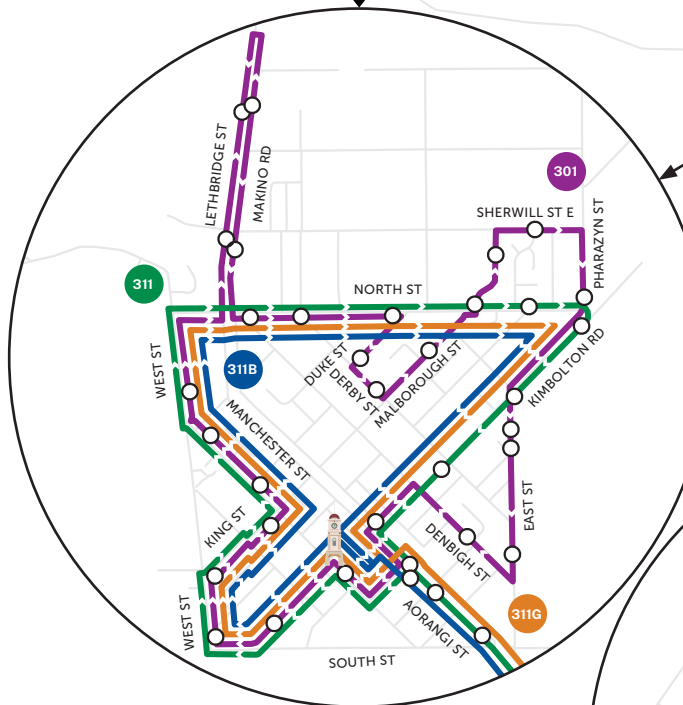 LETHBRIDGE ST
MAKINO RD
301
SHERWILL ST E
PHARAZYN ST
311
NORTH ST
WEST ST
311B
DUKE ST
DERBY ST
MALBOROUGH ST
KIMBOLTON RD
MANCHESTER ST
KING ST
EAST ST
DENBIGH ST
WEST ST
AORANGI ST
311G
SOUTH ST